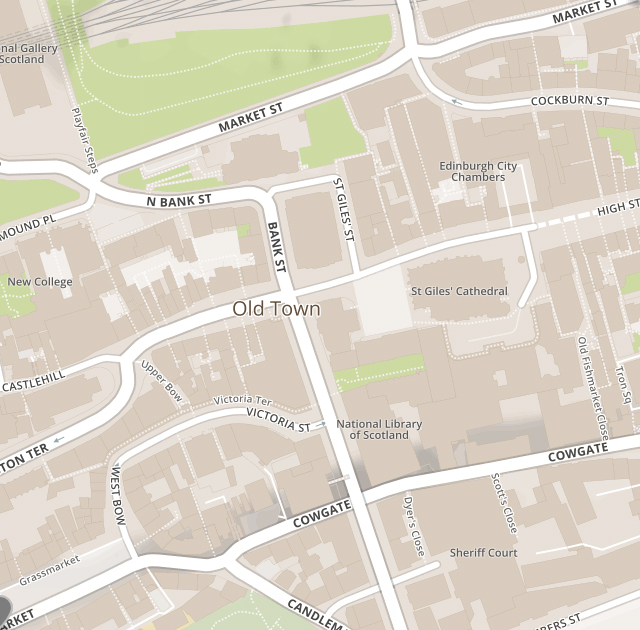 MARKET ST
nal Gallery
Scotland
COCKBURN ST
MARKET ST
Playfair Steps
Edinburgh City
Chambers
ST GILES' ST
N BANK ST
HIGH ST
MOUND PL
BANK ST
New College
St Giles' Cathedral
Old Town
Old Fishmarket Close
Tron Sq
CASTLEHILL
Upper Bow
Victoria Ter
VICTORIA ST
National Library
of Scotland
TON TER
COWGATE
WEST BOW
Scott's Close
Dyer's Close
COWGATE
Sheriff Court
Grassmarket
ARKET
CANDLEM
BERS ST